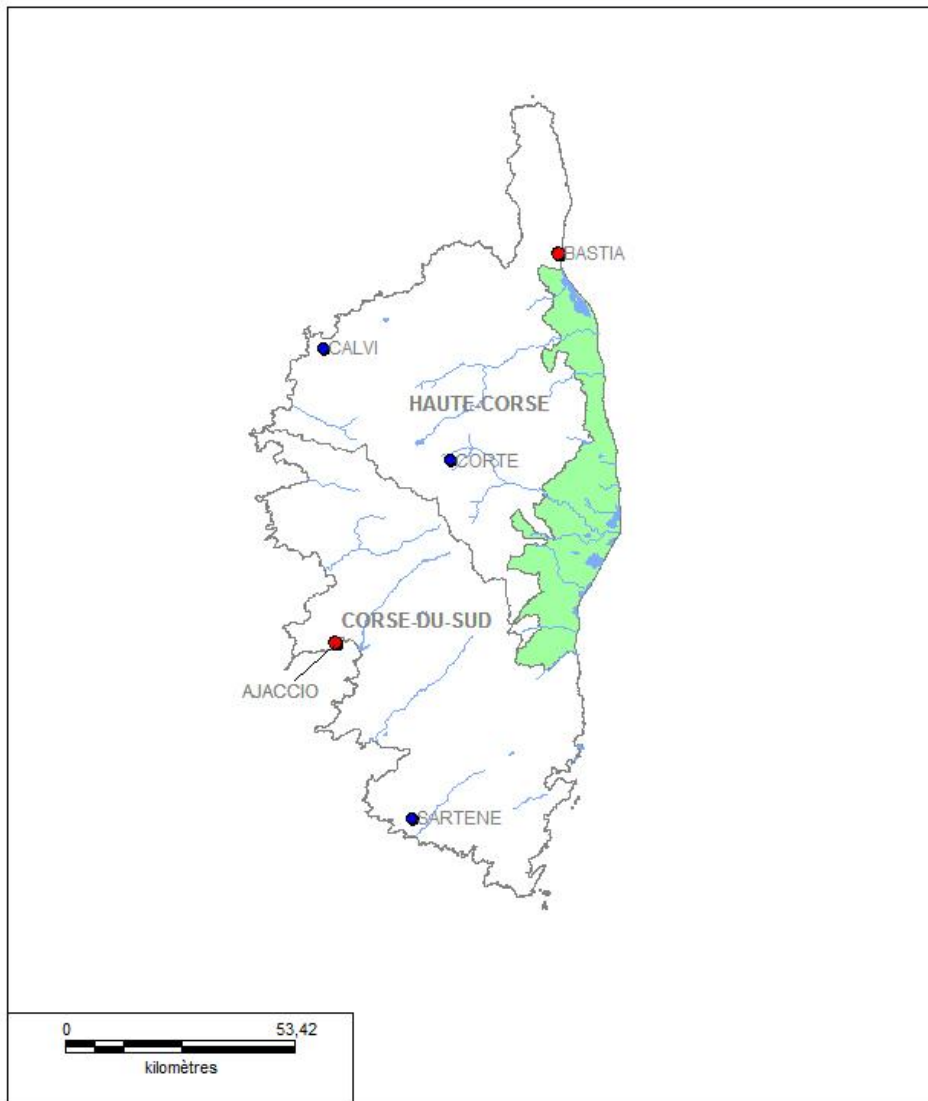 BASTIA
CALVI
HAUTE-CORSE
CORTE
CORSE-DU-SUD
AJACCIO
SARTENE
0 53,42
kilomètres